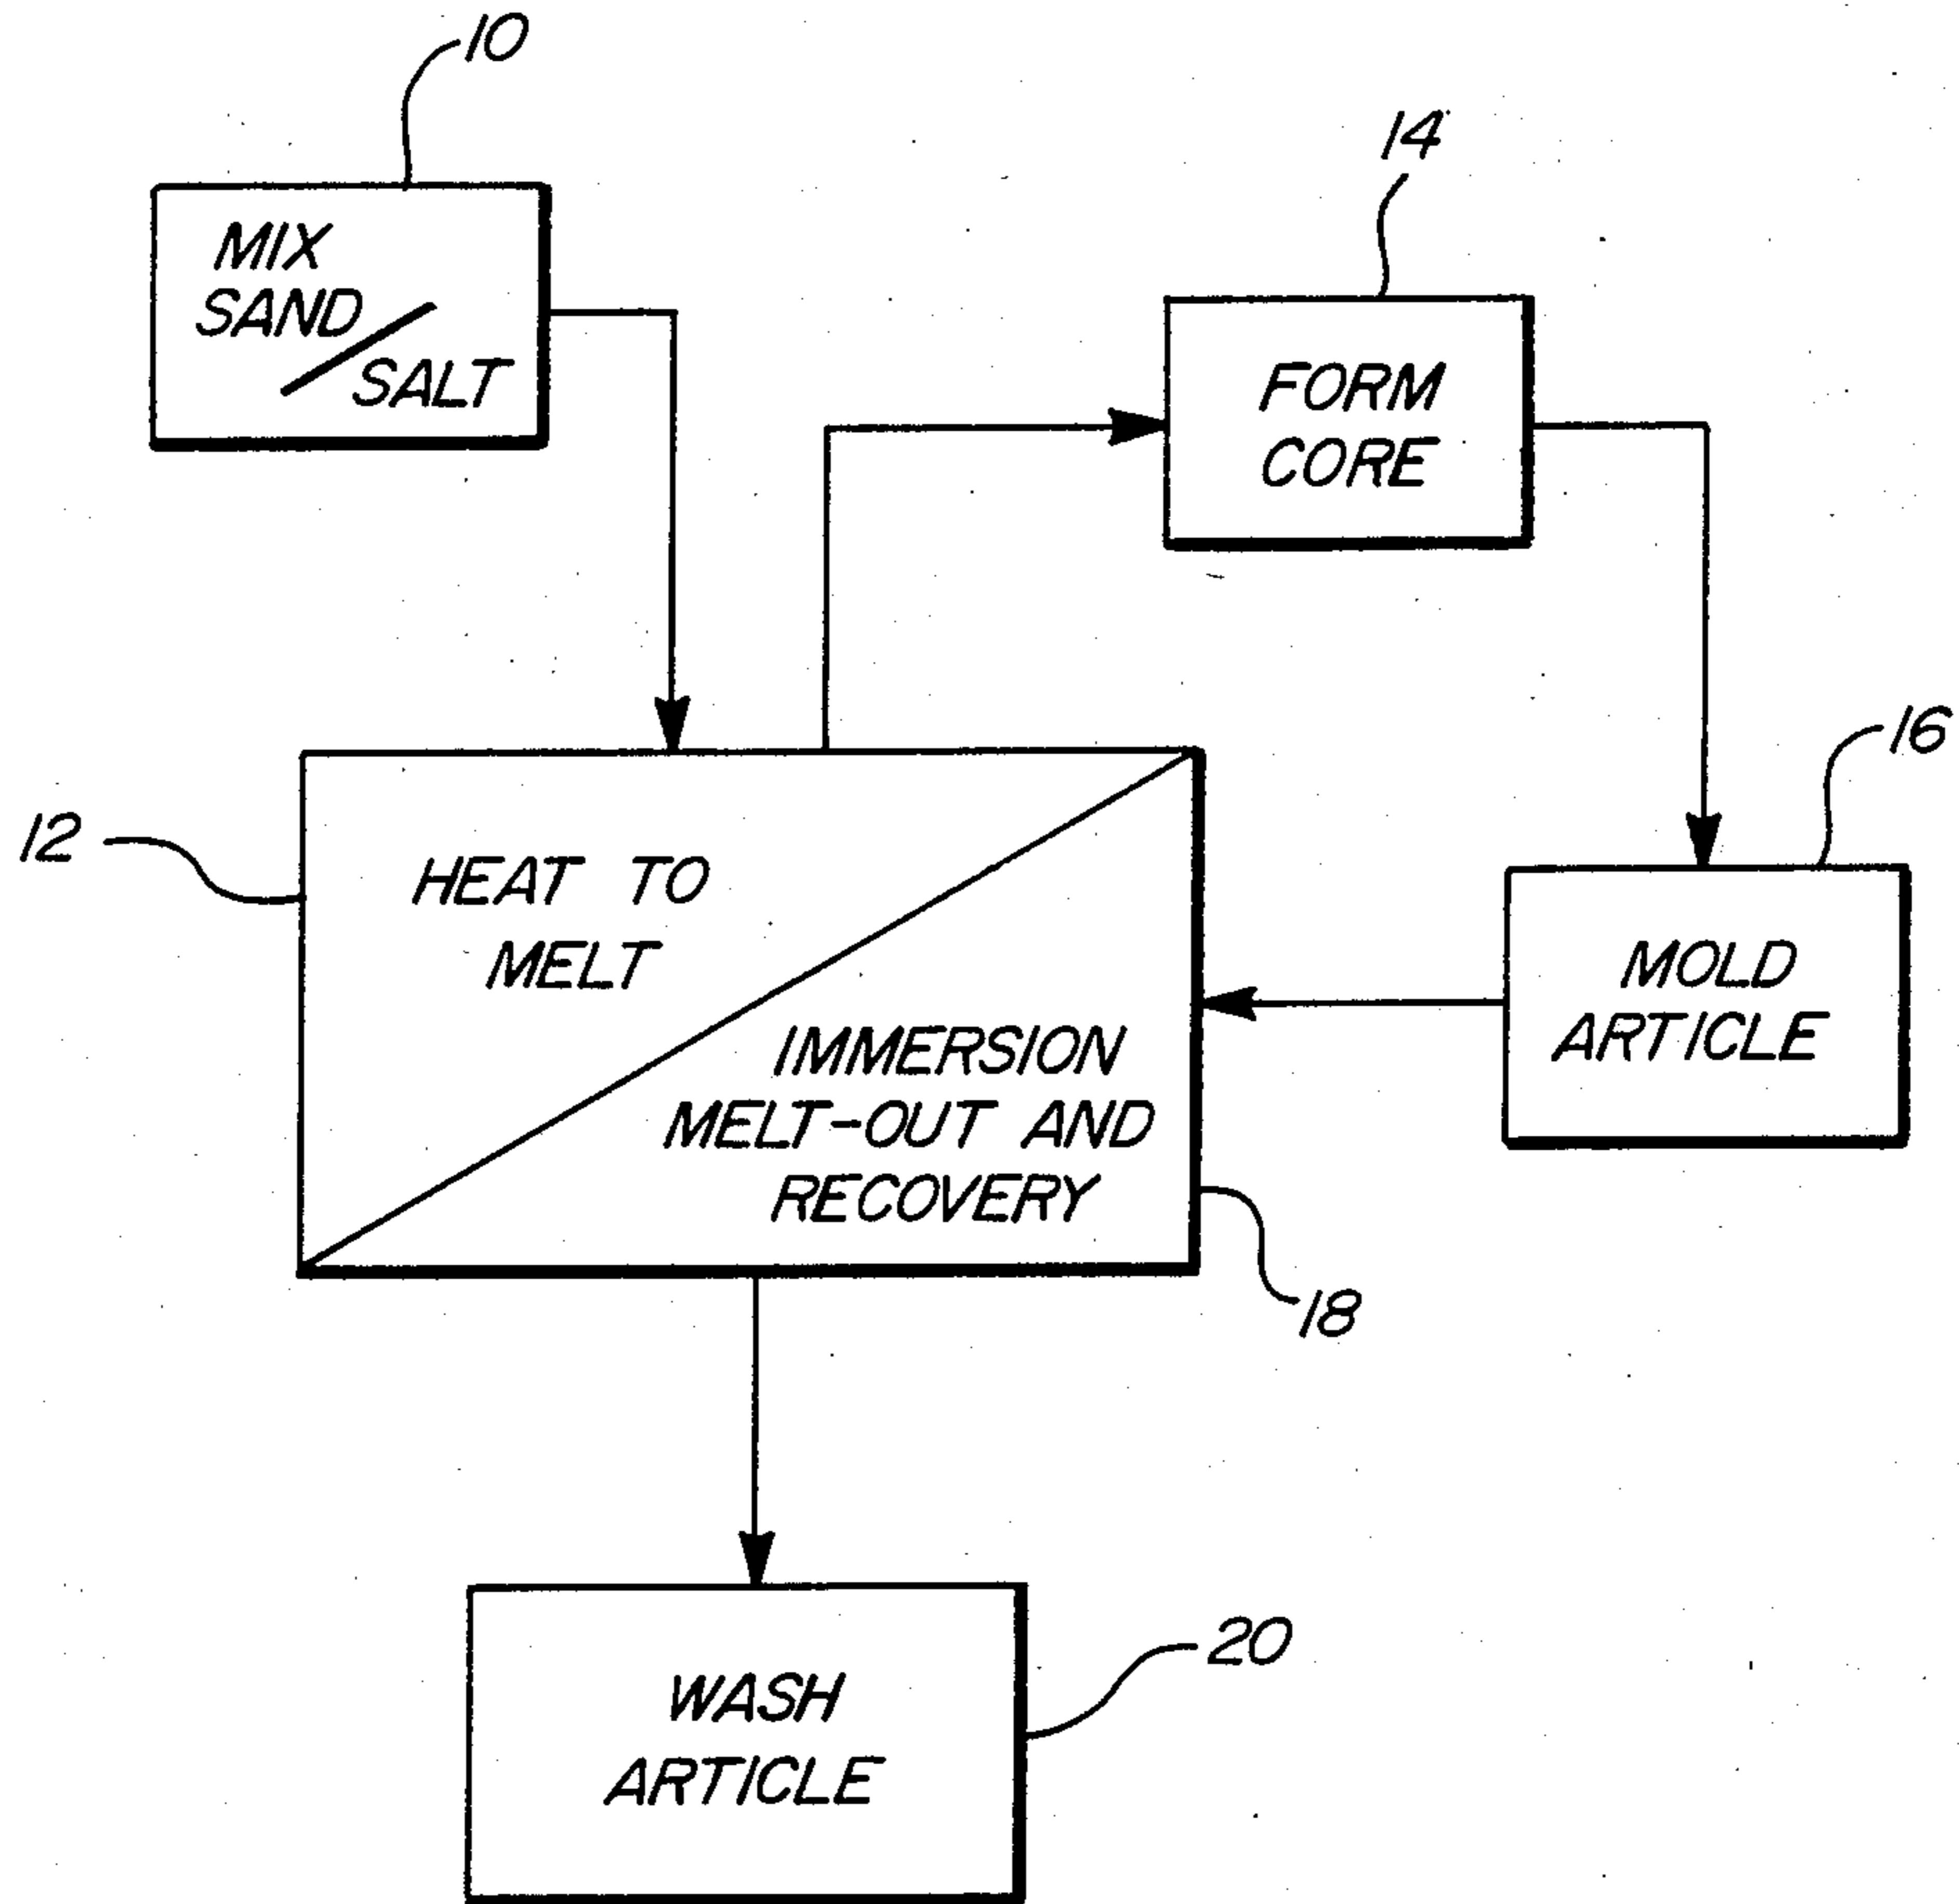 10
MIX
SAND
/SALT
14
FORM
CORE
12
HEAT TO
MELT
16
MOLD
ARTICLE
IMMERSION
MELT-OUT AND
RECOVERY
18
WASH
ARTICLE
20